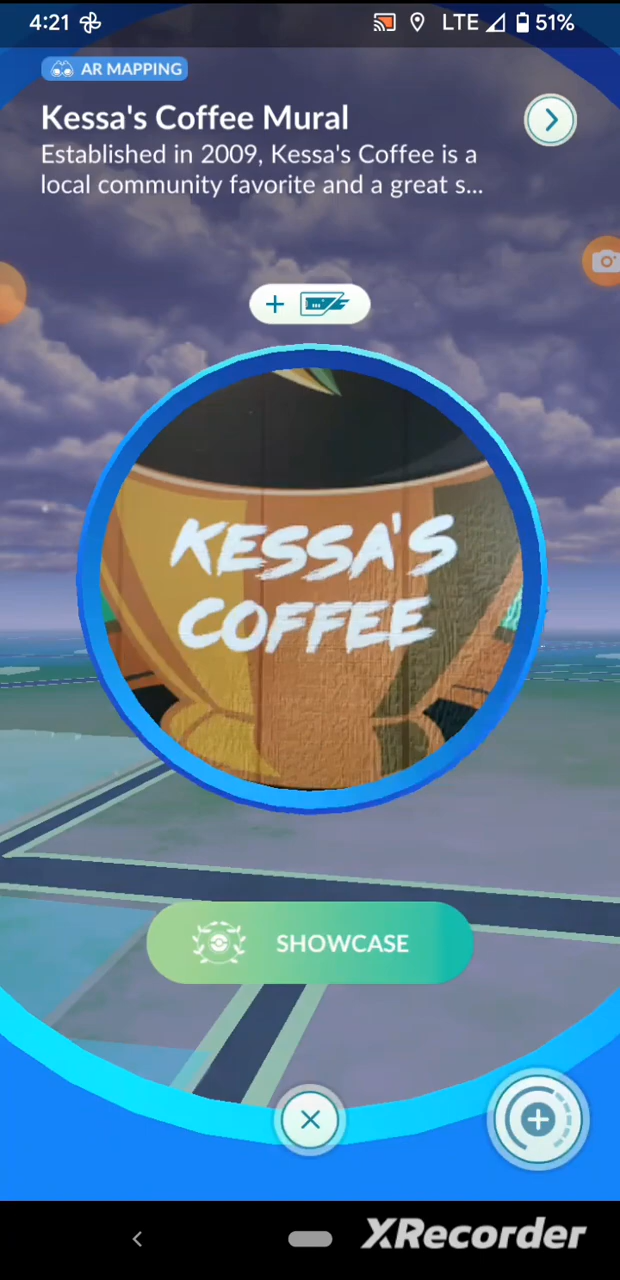 4:21
LTE 51%
AR MAPPING
Kessa's Coffee Mural
Established in 2009, Kessa's Coffee is a
local community favorite and a great s...
KESSA'S
COFFEE
SHOWCASE
XRecorder